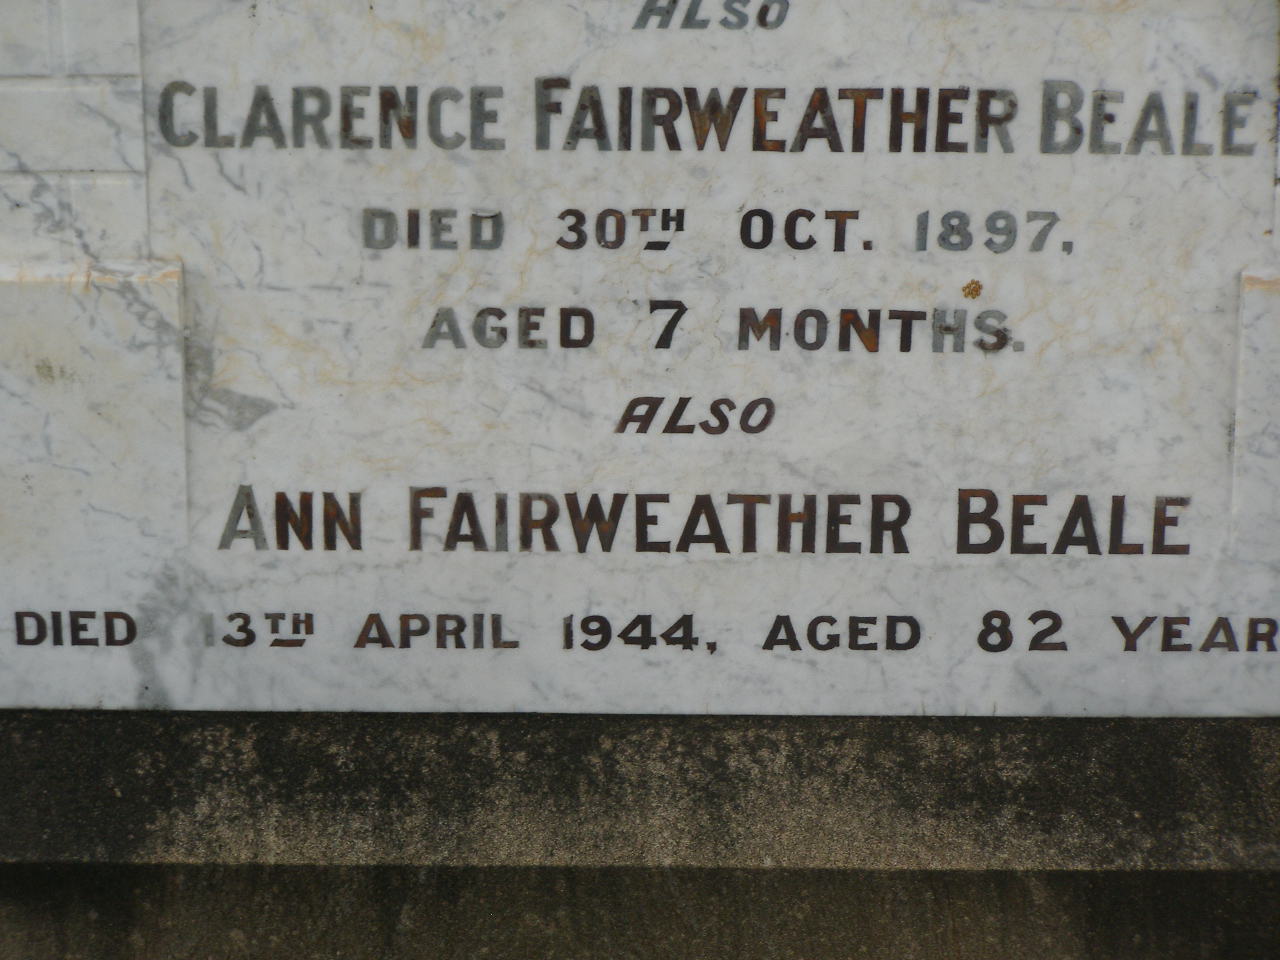 ALSO
CLARENCE FAIRWEATHER BEALE
DIED 30TH OCT. 1897,
AGED 7 MONTHS.
ALSO
ANN FAIRWEATHER BEALE
DIED 13TH APRIL 1944, AGED 82 YEAR